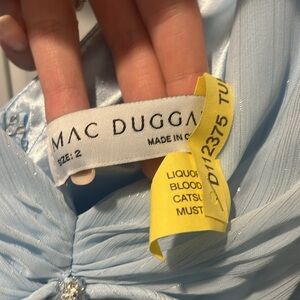 MAC DUGGA
MADE IN C
SIZE: 2
D112375 TU
LIQUOR
BLOOD
CATSU
MUST